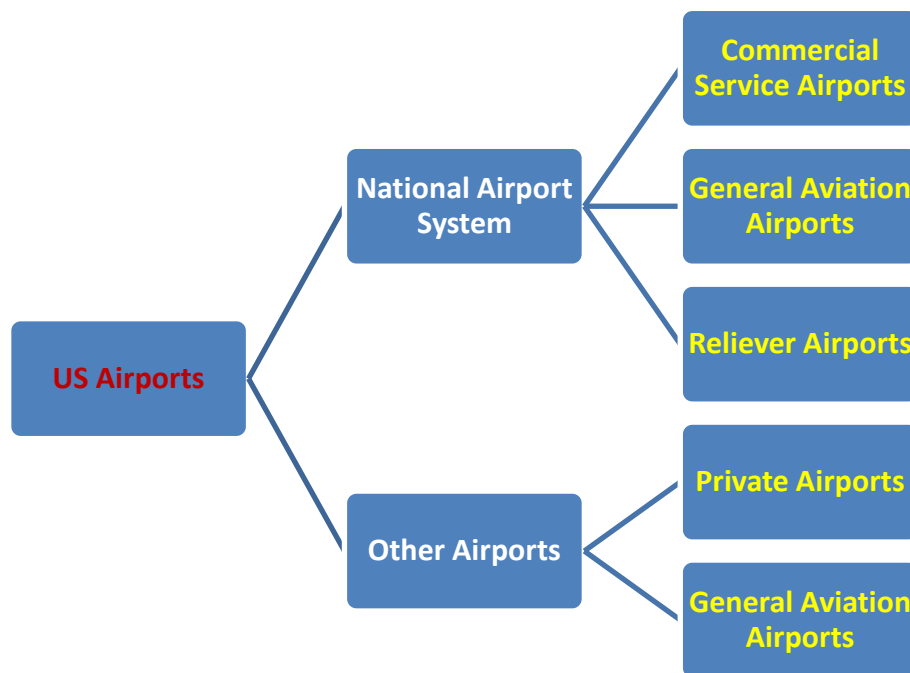 Commercial
Service Airports
National Airport
System
General Aviation
Airports
Reliever Airports
US Airports
Private Airports
Other Airports
General Aviation
Airports